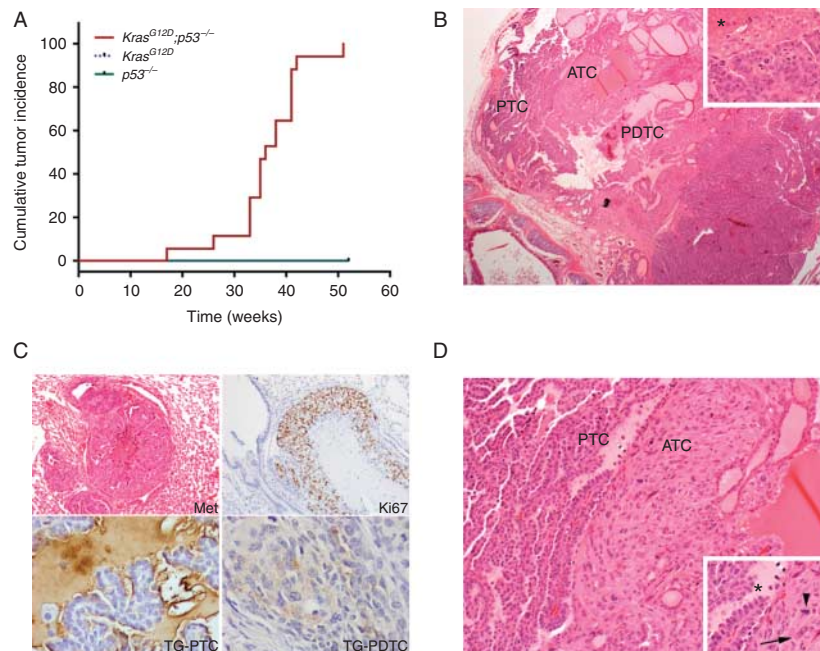 A
Kras^G12D;p53^−/−
Kras^G12D
p53^−/−
Cumulative tumor incidence
100
80
60
40
20
0
0 10 20 30 40 50 60
Time (weeks)
B
*
ATC
PTC
PDTC
C
Met
Ki67
TG-PTC
TG-PDTC
D
PTC
ATC
*